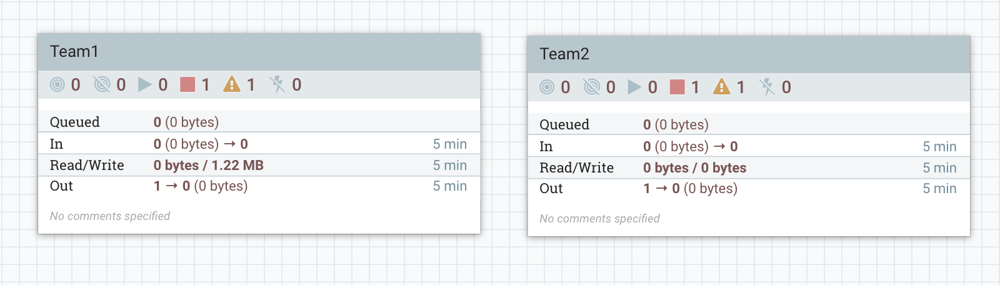 Team1
0 0 0 1 1 0
Queued 0 (0 bytes)
In 0 (0 bytes) → 0 5 min
Read/Write 0 bytes / 1.22 MB 5 min
Out 1 → 0 (0 bytes) 5 min
No comments specified
Team2
0 0 0 1 1 0
Queued 0 (0 bytes)
In 0 (0 bytes) → 0 5 min
Read/Write 0 bytes / 0 bytes 5 min
Out 1 → 0 (0 bytes) 5 min
No comments specified